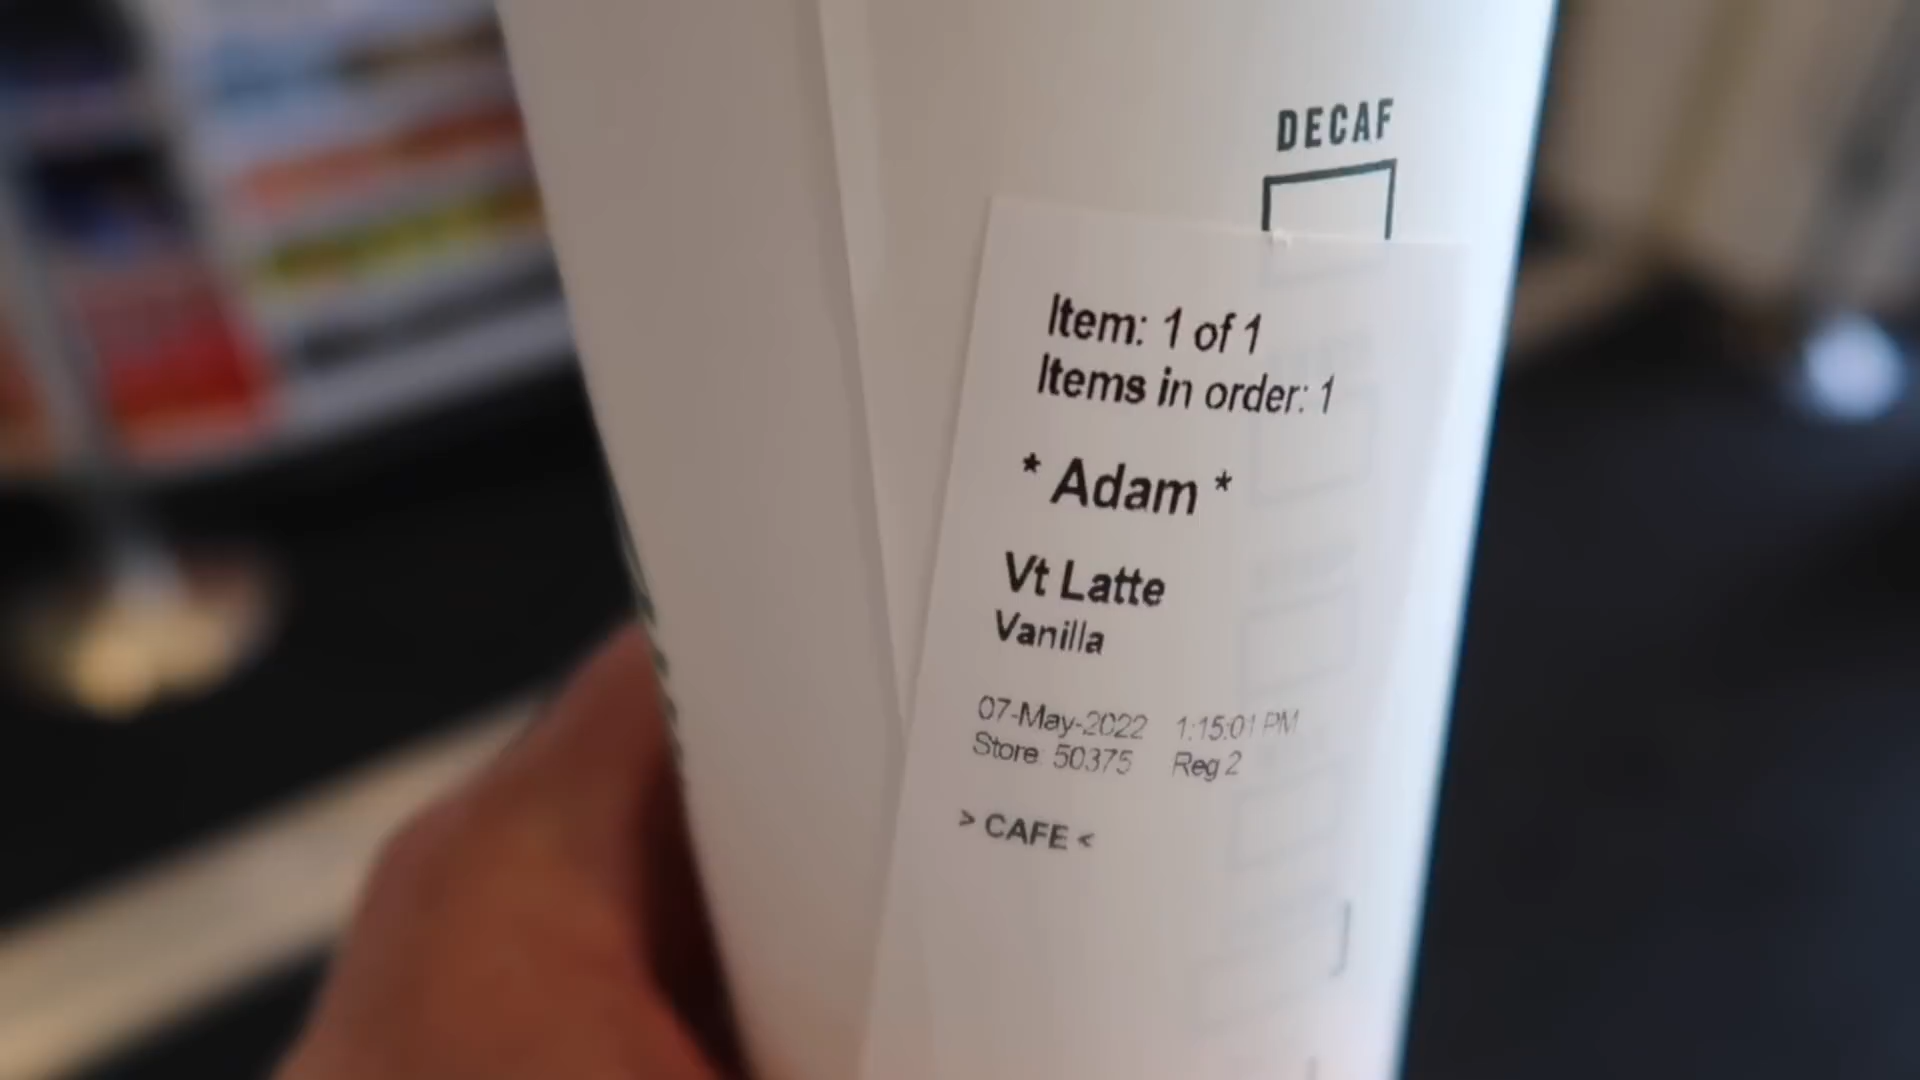 DECAF
Item: 1 of 1
Items in order: 1
* Adam *
Vt Latte
Vanilla
07-May-2022 1:15:01 PM
Store: 50375 Reg 2
> CAFE <